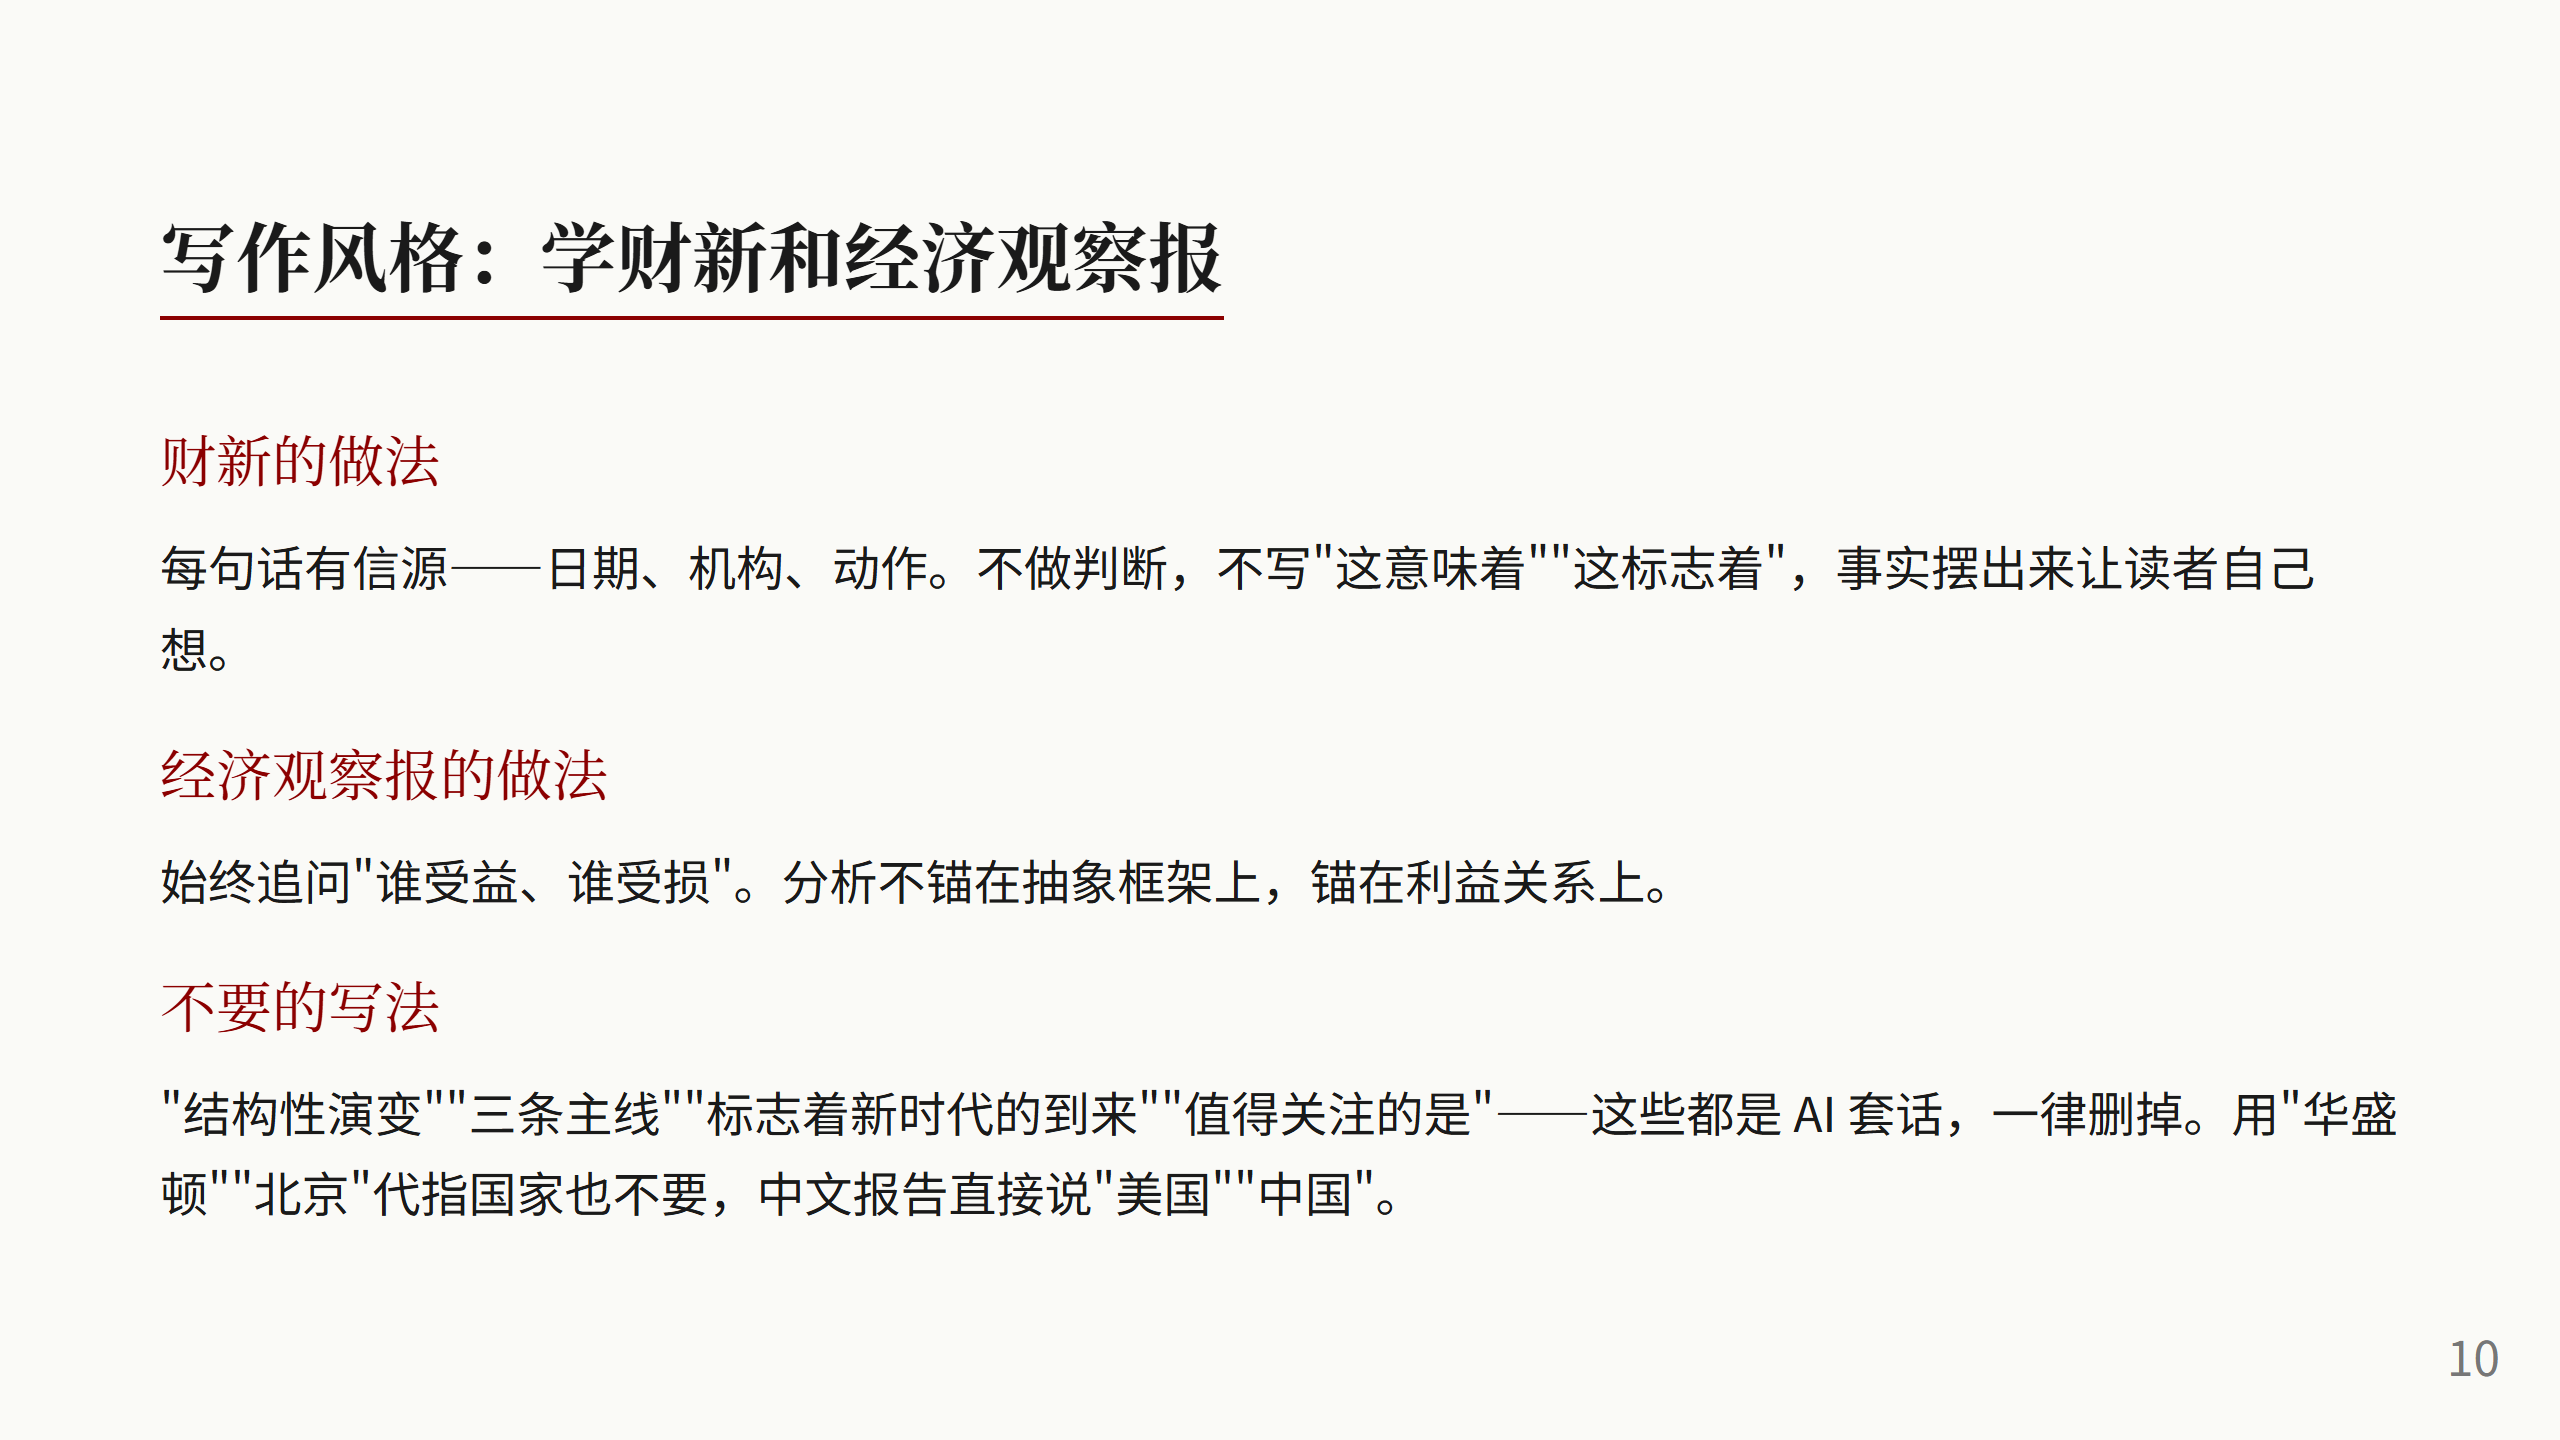 写作风格：学财新和经济观察报
财新的做法
每句话有信源——日期、机构、动作。不做判断，不写"这意味着""这标志着"，事实摆出来让读者自己
想。
经济观察报的做法
始终追问"谁受益、谁受损"。分析不锚在抽象框架上，锚在利益关系上。
不要的写法
"结构性演变""三条主线""标志着新时代的到来""值得关注的是"——这些都是 AI 套话，一律删掉。用"华盛
顿""北京"代指国家也不要，中文报告直接说"美国""中国"。
10